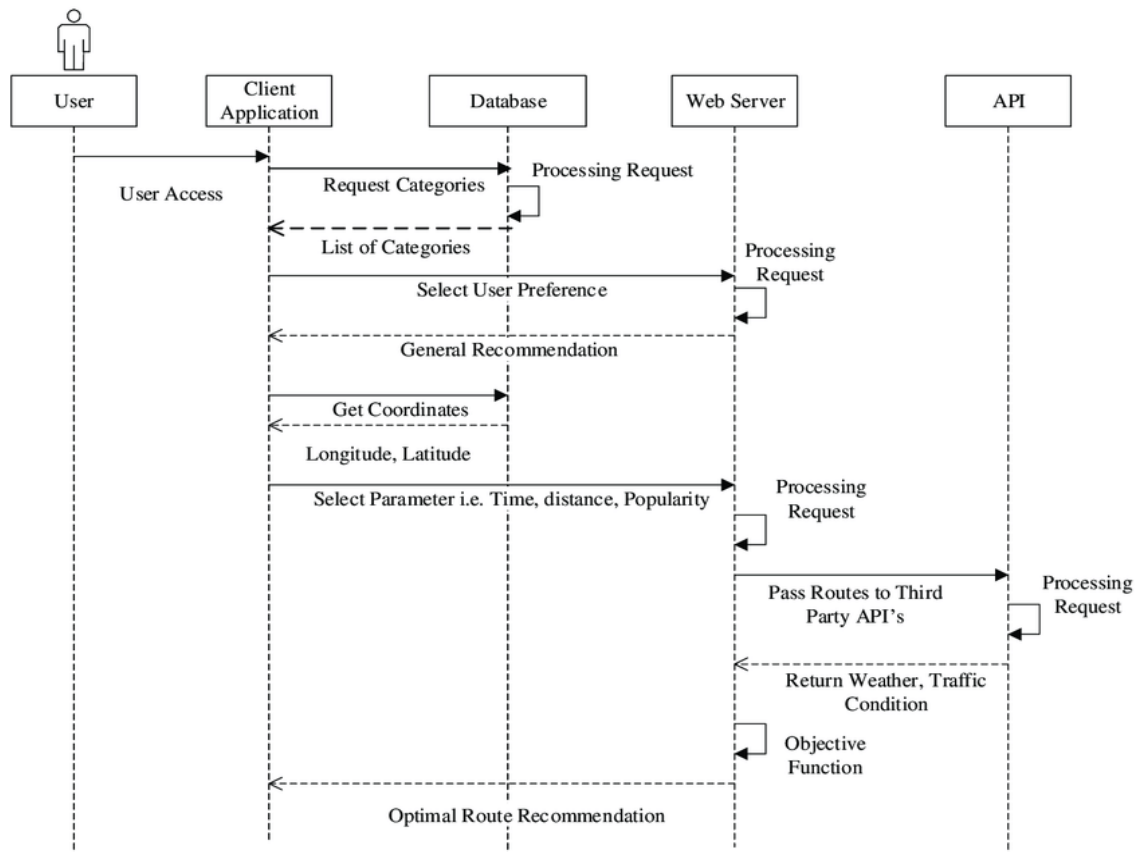 User
Client
Application
Database
Web Server
API
User Access
Request Categories
Processing Request
List of Categories
Processing
Request
Select User Preference
General Recommendation
Get Coordinates
Longitude, Latitude
Select Parameter i.e. Time, distance, Popularity
Processing
Request
Pass Routes to Third
Party API's
Processing
Request
Return Weather, Traffic
Condition
Objective
Function
Optimal Route Recommendation